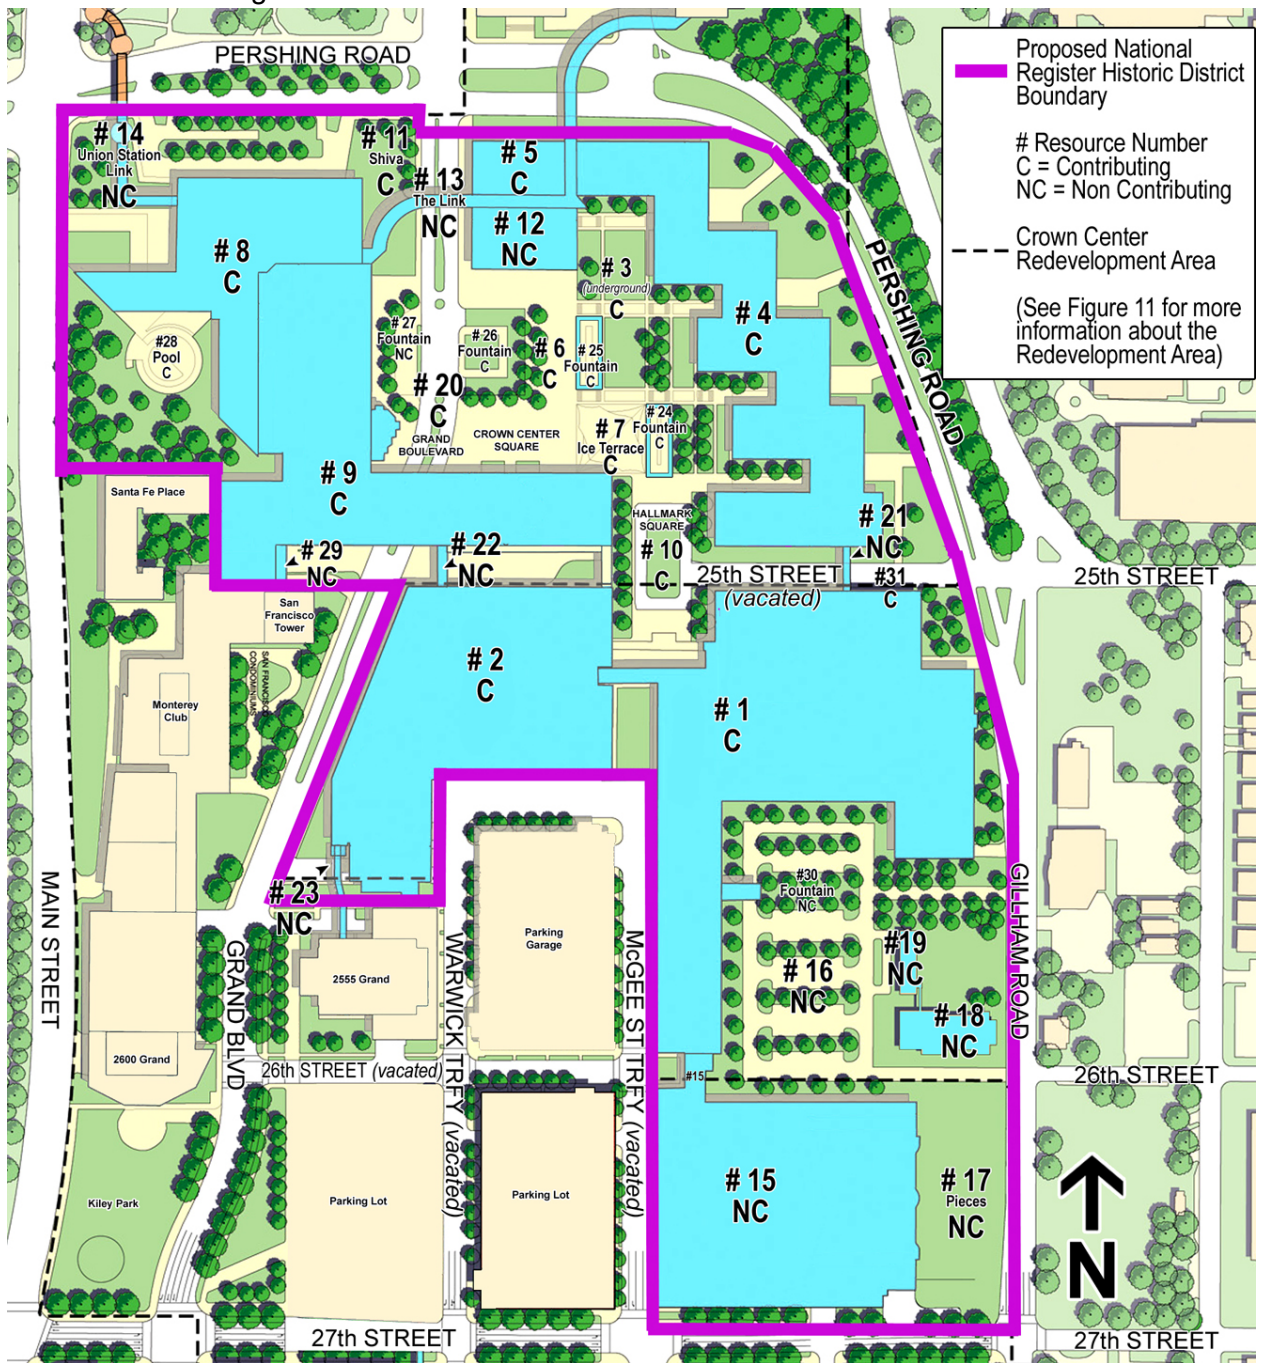 PERSHING ROAD
Proposed National
Register Historic District
Boundary
# Resource Number
C = Contributing
NC = Non Contributing
Crown Center
Redevelopment Area
(See Figure 11 for more
information about the
Redevelopment Area)
# 14
Union Station
Link
NC
# 11
Shiva
C
# 13
The Link
NC
# 5
C
# 12
NC
# 8
C
# 3
(underground)
C
# 4
C
PERSHING ROAD
#28
Pool
C
# 27
Fountain
NC
# 26
Fountain
C
# 6
C
# 25
Fountain
C
# 20
C
GRAND
BOULEVARD
CROWN CENTER
SQUARE
# 7
Ice Terrace
C
# 24
Fountain
C
# 9
C
Santa Fe Place
HALLMARK
SQUARE
# 10
C
# 21
NC
# 29
NC
# 22
NC
25th STREET
(vacated)
#31
C
25th STREET
San
Francisco
Tower
SAN FRANCISCO
CONDOMINIUMS
Monterey
Club
# 2
C
# 1
C
# 23
NC
#30
Fountain
NC
MAIN STREET
GRAND BLVD
2555 Grand
WARWICK TRFY (vacated)
Parking
Garage
McGEE ST TRFY (vacated)
# 16
NC
#19
NC
# 18
NC
GILLHAM ROAD
2600 Grand
26th STREET (vacated)
#15
26th STREET
Kiley Park
Parking Lot
Parking Lot
# 15
NC
# 17
Pieces
NC
N
27th STREET
27th STREET